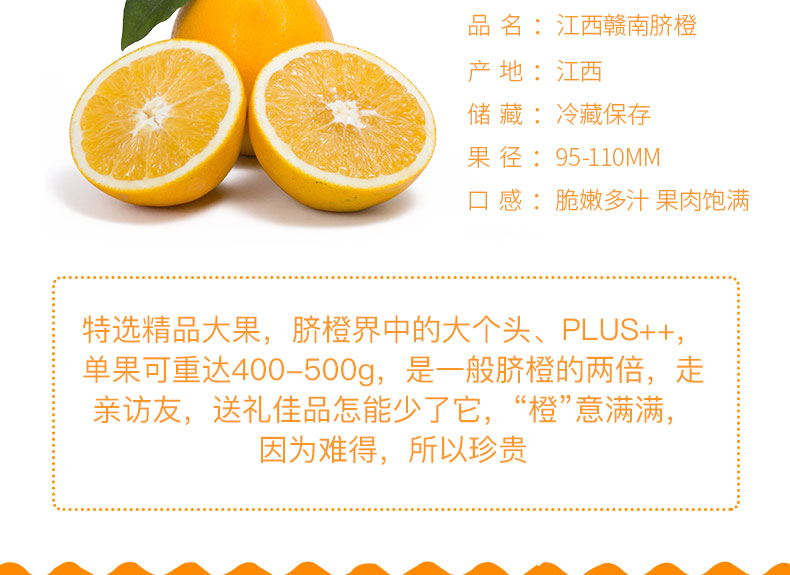 品名：江西赣南脐橙
产地：江西
储藏：冷藏保存
果径：95-110MM
口感：脆嫩多汁 果肉饱满
特选精品大果，脐橙界中的大个头、PLUS++，
单果可重达400-500g，是一般脐橙的两倍，走
亲访友，送礼佳品怎能少了它，“橙”意满满，
因为难得，所以珍贵